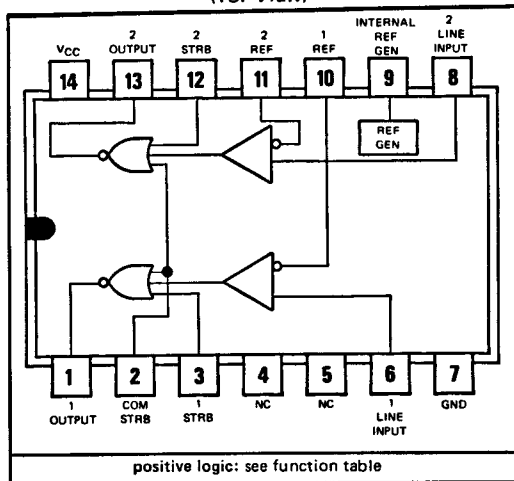 (TOP VIEW)
VCC
2 OUTPUT
2 STRB
2 REF
1 REF
INTERNAL REF GEN
2 LINE INPUT
14 13 12 11 10 9 8
REF GEN
1 2 3 4 5 6 7
1 OUTPUT
COM STRB
1 STRB
NC
NC
1 LINE INPUT
GND
positive logic: see function table